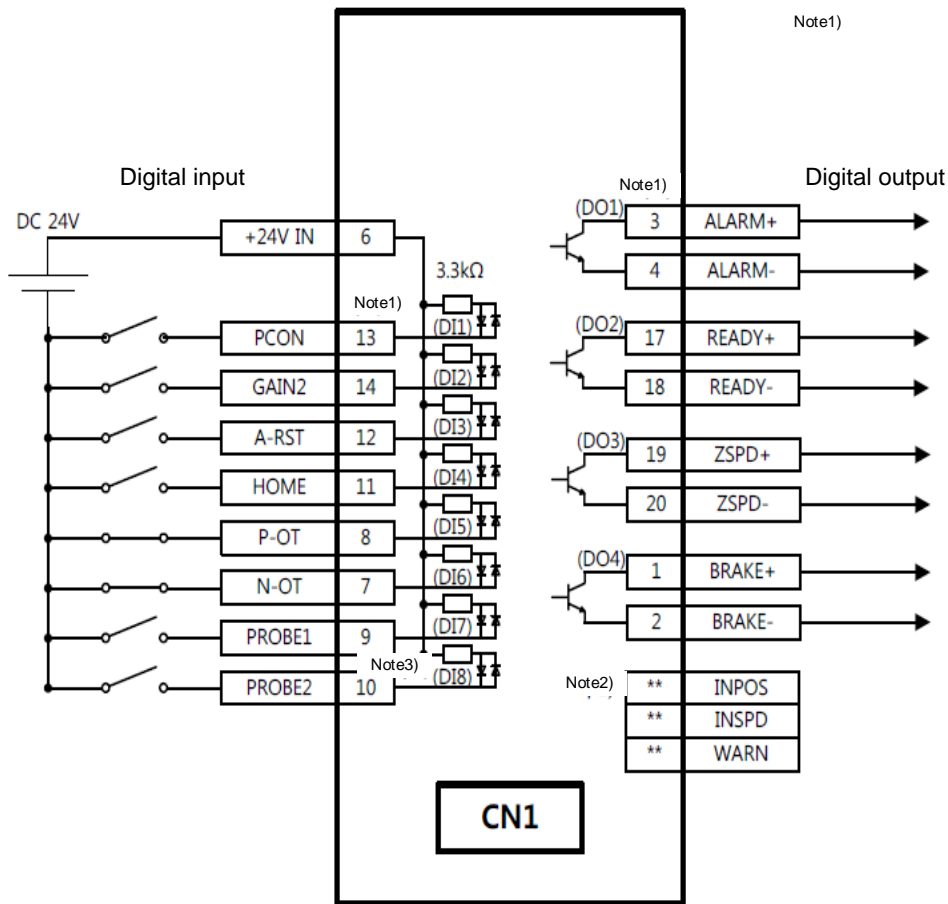 Note1)
Digital input
Note1)
Digital output
DC 24V
+24V IN 6
(DO1) 3 ALARM+
4 ALARM-
3.3kΩ
Note1)
PCON 13 (DI1)
(DO2) 17 READY+
GAIN2 14 (DI2)
18 READY-
A-RST 12 (DI3)
(DO3) 19 ZSPD+
HOME 11 (DI4)
20 ZSPD-
P-OT 8 (DI5)
N-OT 7 (DI6)
(DO4) 1 BRAKE+
PROBE1 9 (DI7)
2 BRAKE-
Note3)
PROBE2 10 (DI8)
Note2) ** INPOS
** INSPD
** WARN
CN1